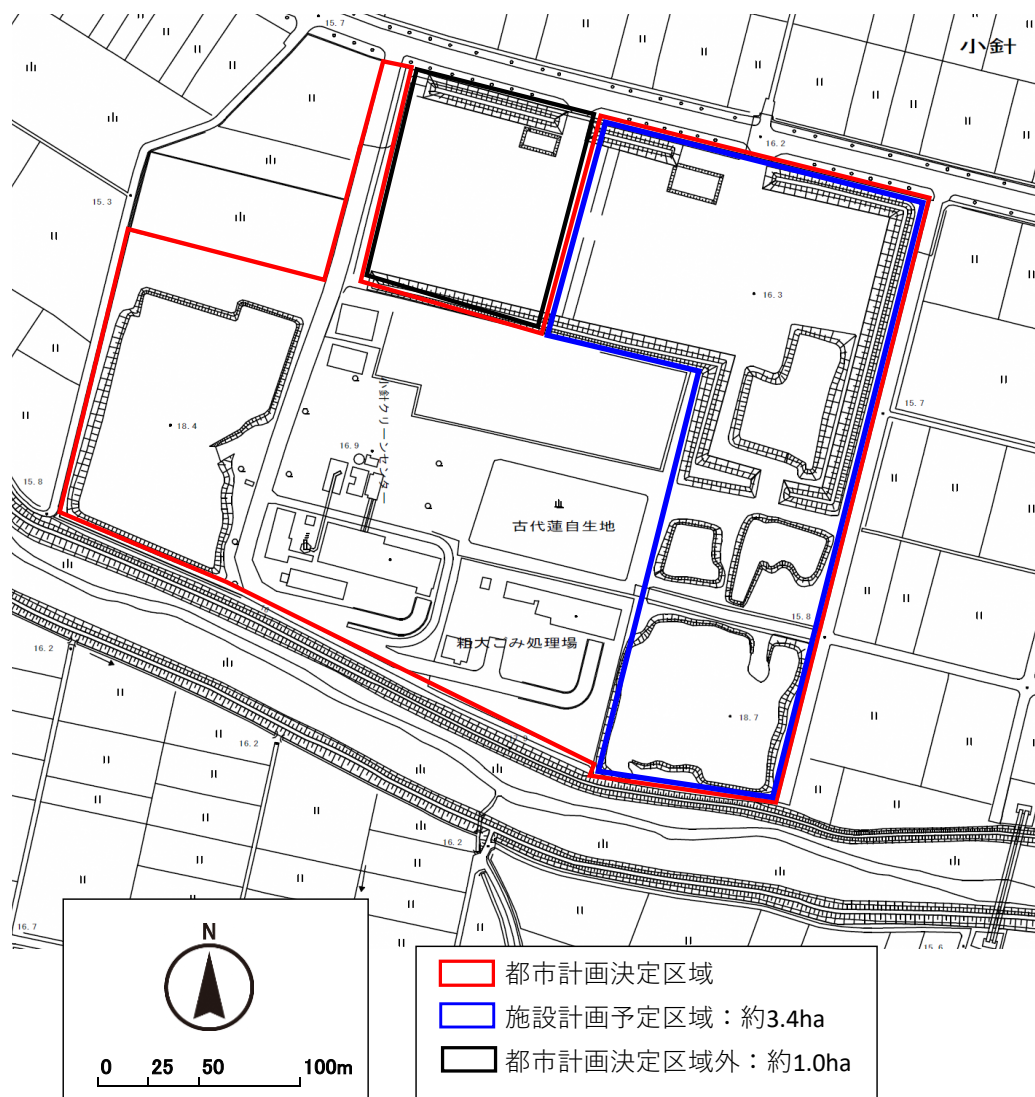 15.7
小針
16.2
15.3
16.3
15.7
18.4
小針クリーンセンター
16.9
15.8
古代蓮自生地
15.8
粗大ごみ処理場
16.2
18.7
16.2
16.2
16.7
15.6
N
0 25 50 100m
都市計画決定区域
施設計画予定区域：約3.4ha
都市計画決定区域外：約1.0ha